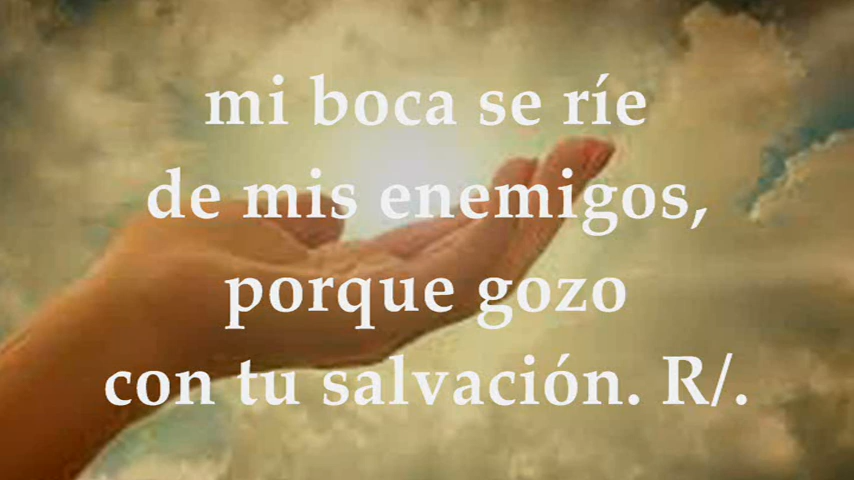 mi boca se ríe
de mis enemigos,
porque gozo
con tu salvación. R/.